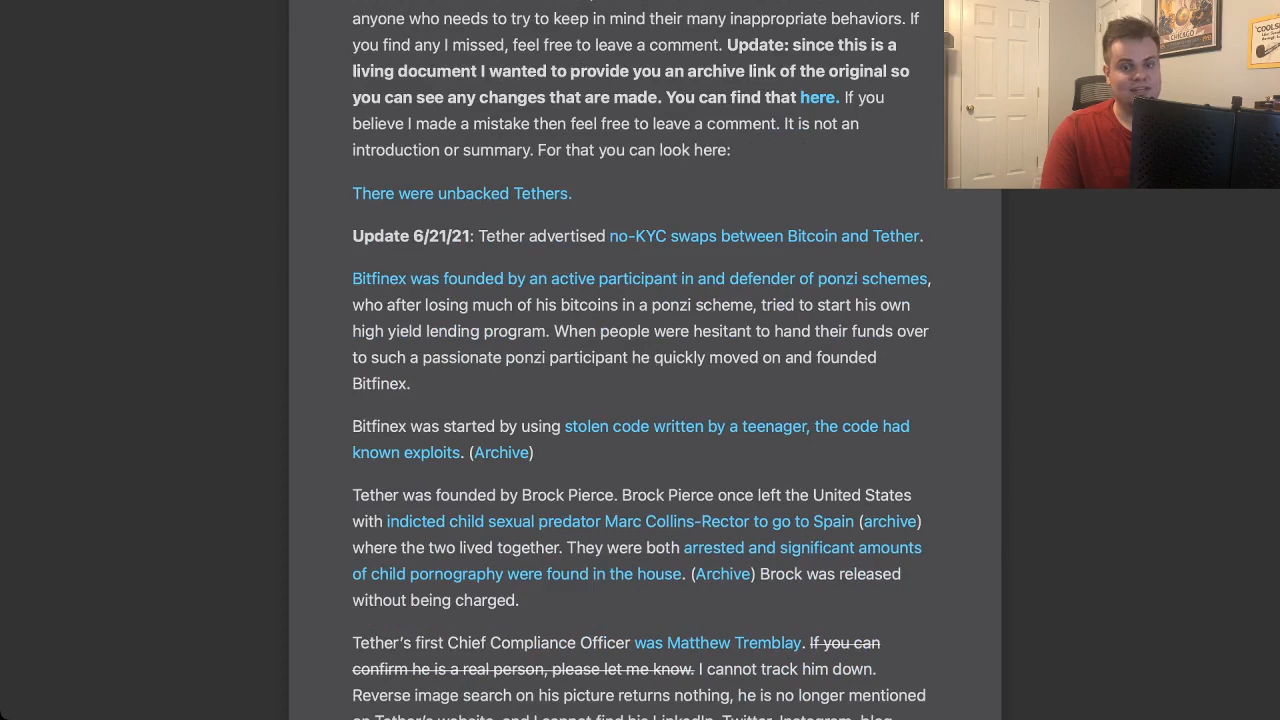 anyone who needs to try to keep in mind their many inappropriate behaviors. If
you find any I missed, feel free to leave a comment. Update: since this is a
living document I wanted to provide you an archive link of the original so
you can see any changes that are made. You can find that here. If you
believe I made a mistake then feel free to leave a comment. It is not an
introduction or summary. For that you can look here:
There were unbacked Tethers.
Update 6/21/21: Tether advertised no-KYC swaps between Bitcoin and Tether.
Bitfinex was founded by an active participant in and defender of ponzi schemes,
who after losing much of his bitcoins in a ponzi scheme, tried to start his own
high yield lending program. When people were hesitant to hand their funds over
to such a passionate ponzi participant he quickly moved on and founded
Bitfinex.
Bitfinex was started by using stolen code written by a teenager, the code had
known exploits. (Archive)
Tether was founded by Brock Pierce. Brock Pierce once left the United States
with indicted child sexual predator Marc Collins-Rector to go to Spain (archive)
where the two lived together. They were both arrested and significant amounts
of child pornography were found in the house. (Archive) Brock was released
without being charged.
Tether’s first Chief Compliance Officer was Matthew Tremblay. If you can
confirm he is a real person, please let me know. I cannot track him down.
Reverse image search on his picture returns nothing, he is no longer mentioned
on Tether’s website, and I cannot find his LinkedIn, Twitter, Instagram, blog
CHICAGO